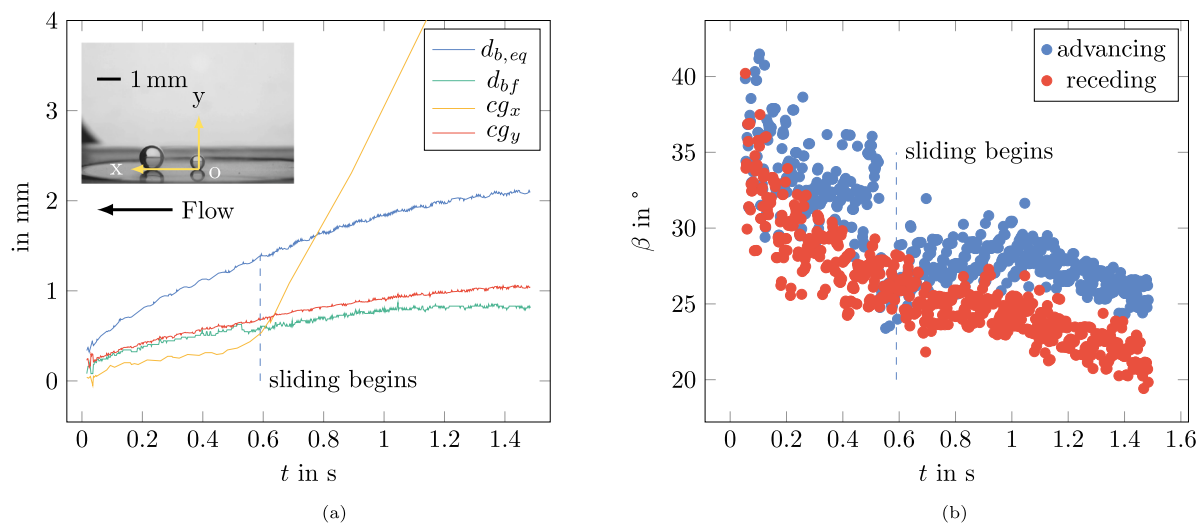 4
3
2
1
0
in mm
0
0.2
0.4
0.6
0.8
1
1.2
1.4
t in s
1 mm
y
x
o
Flow
d_{b,eq}
d_{bf}
cg_x
cg_y
sliding begins
(a)
40
35
30
25
20
β in °
0
0.2
0.4
0.6
0.8
1
1.2
1.4
1.6
t in s
advancing
receding
sliding begins
(b)